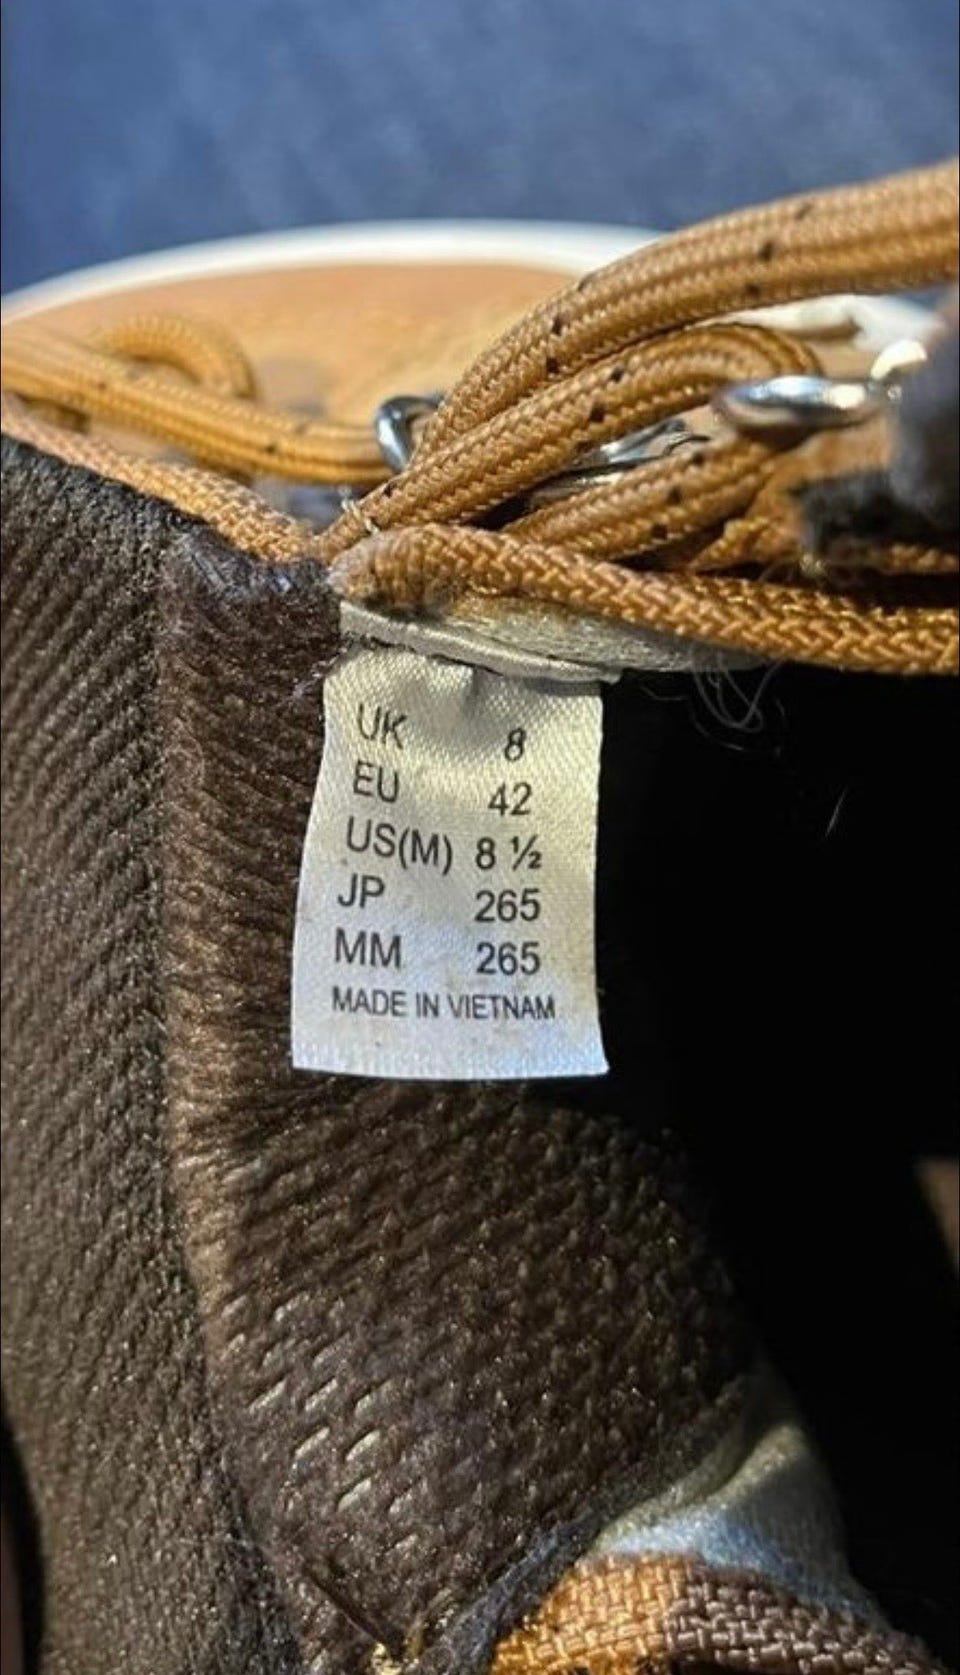 UK 8
EU 42
US(M) 8 ½
JP 265
MM 265
MADE IN VIETNAM